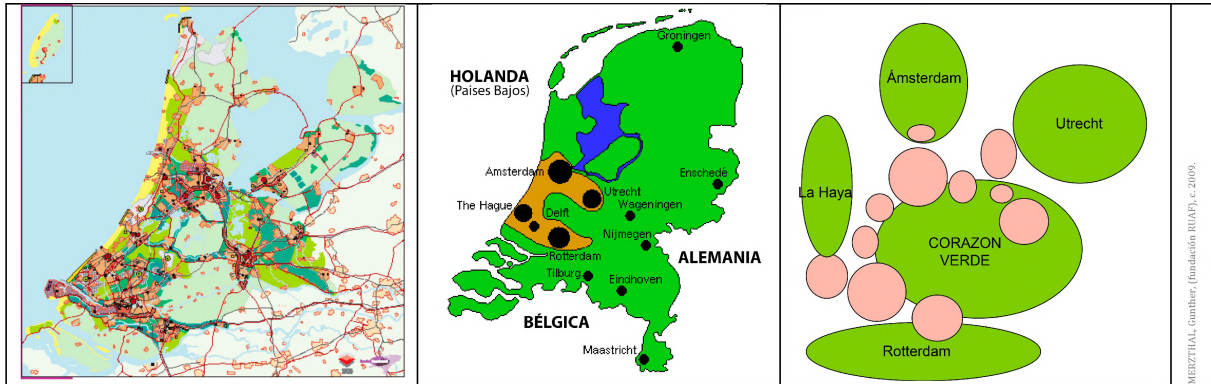 Groningen
HOLANDA
(Paises Bajos)
Amsterdam
Enschedé
Utrecht
The Hague
Delft
Wageningen
Nijmegen
Rotterdam
ALEMANIA
Tilburg
Eindhoven
BÉLGICA
Maastricht
Ámsterdam
Utrecht
La Haya
CORAZON
VERDE
Rotterdam
MERZTHAL, Gunther, (fundación RUAF), c. 2009.